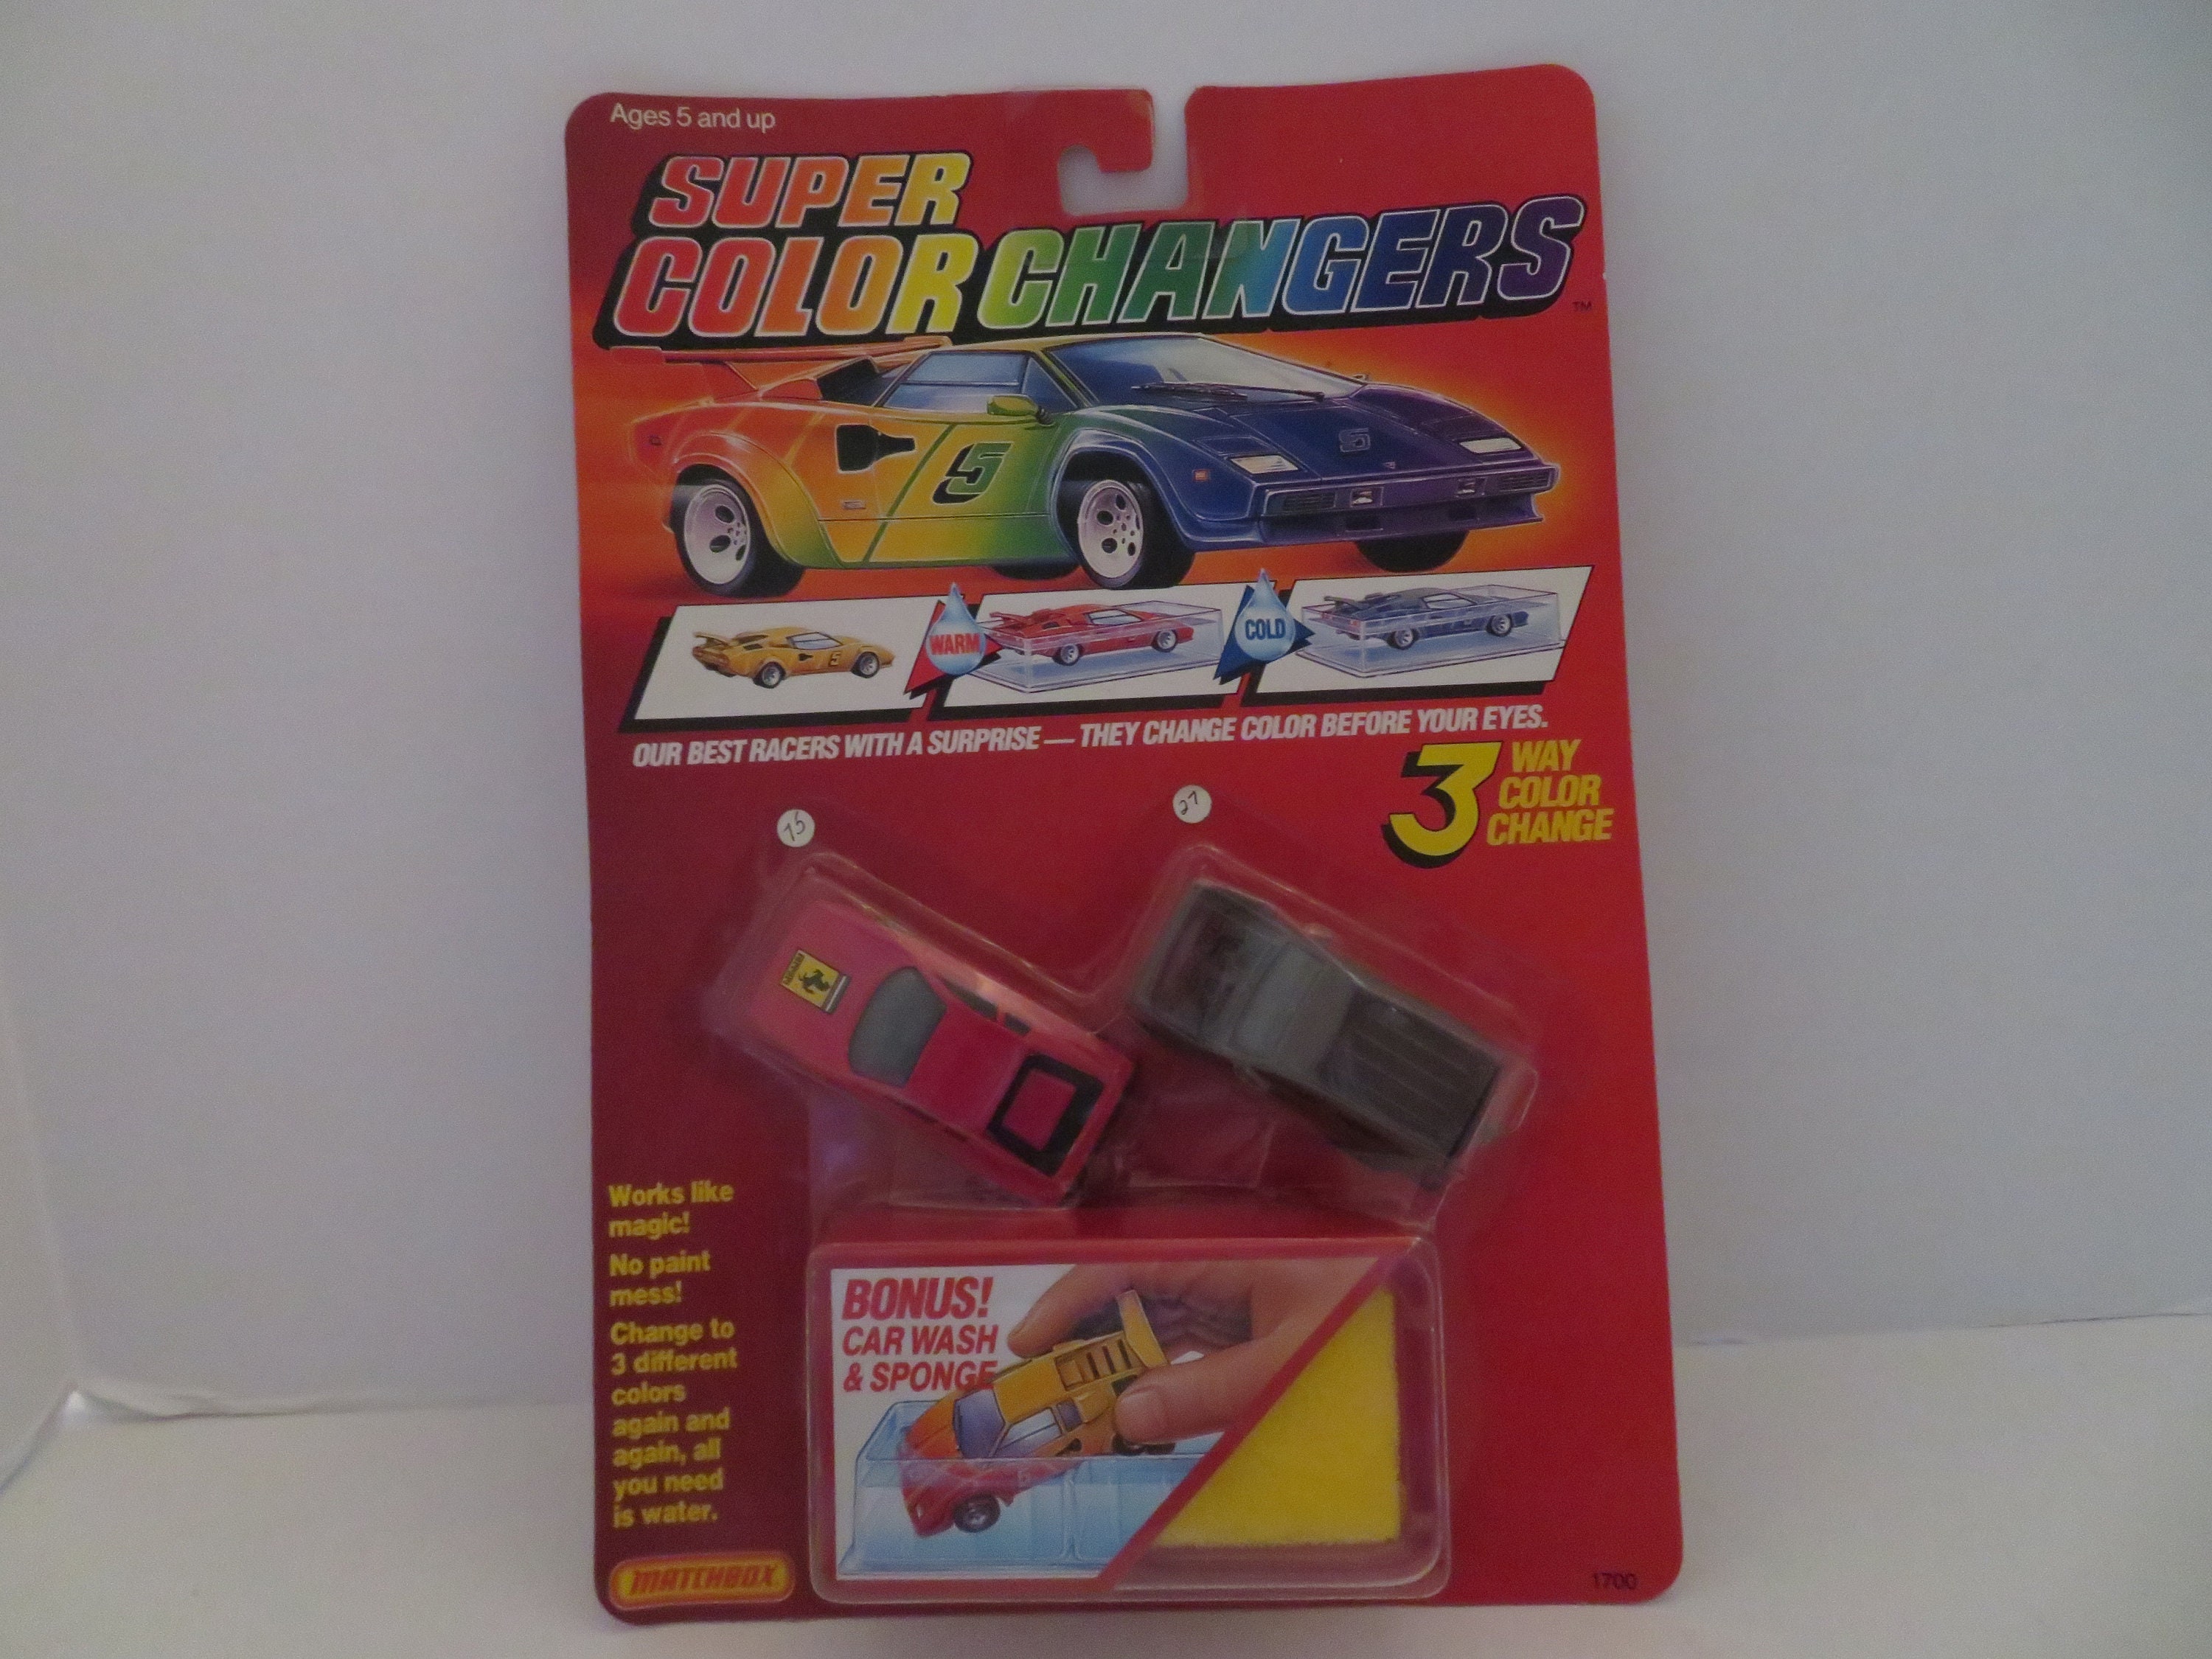 Ages 5 and up
SUPER
COLOR CHANGERS
TM
5
S
5
WARM
COLD
OUR BEST RACERS WITH A SURPRISE — THEY CHANGE COLOR BEFORE YOUR EYES.
3 WAY
COLOR
CHANGE
75
27
Works like
magic!
No paint
mess!
Change to
3 different
colors
again and
again, all
you need
is water.
BONUS!
CAR WASH
& SPONGE
MATCHBOX
1700